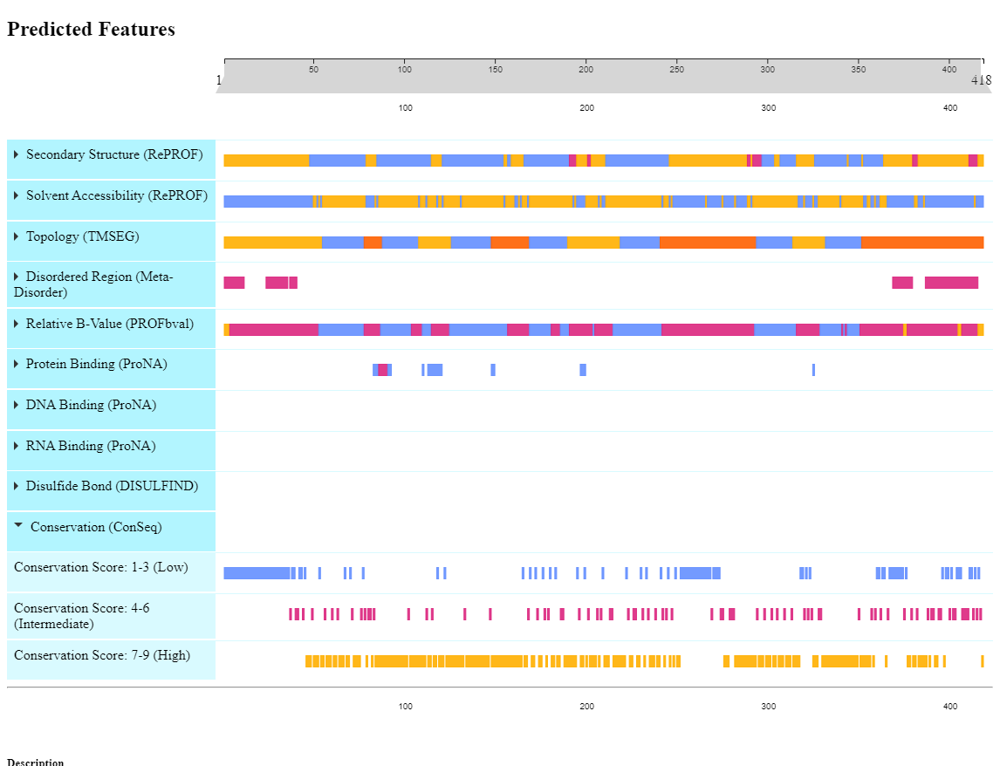 Predicted Features
50 100 150 200 250 300 350 400
1 418
100 200 300 400
Secondary Structure (RePROF)
Solvent Accessibility (RePROF)
Topology (TMSEG)
Disordered Region (Meta-
Disorder)
Relative B-Value (PROFbval)
Protein Binding (ProNA)
DNA Binding (ProNA)
RNA Binding (ProNA)
Disulfide Bond (DISULFIND)
Conservation (ConSeq)
Conservation Score: 1-3 (Low)
Conservation Score: 4-6
(Intermediate)
Conservation Score: 7-9 (High)
100 200 300 400
Description